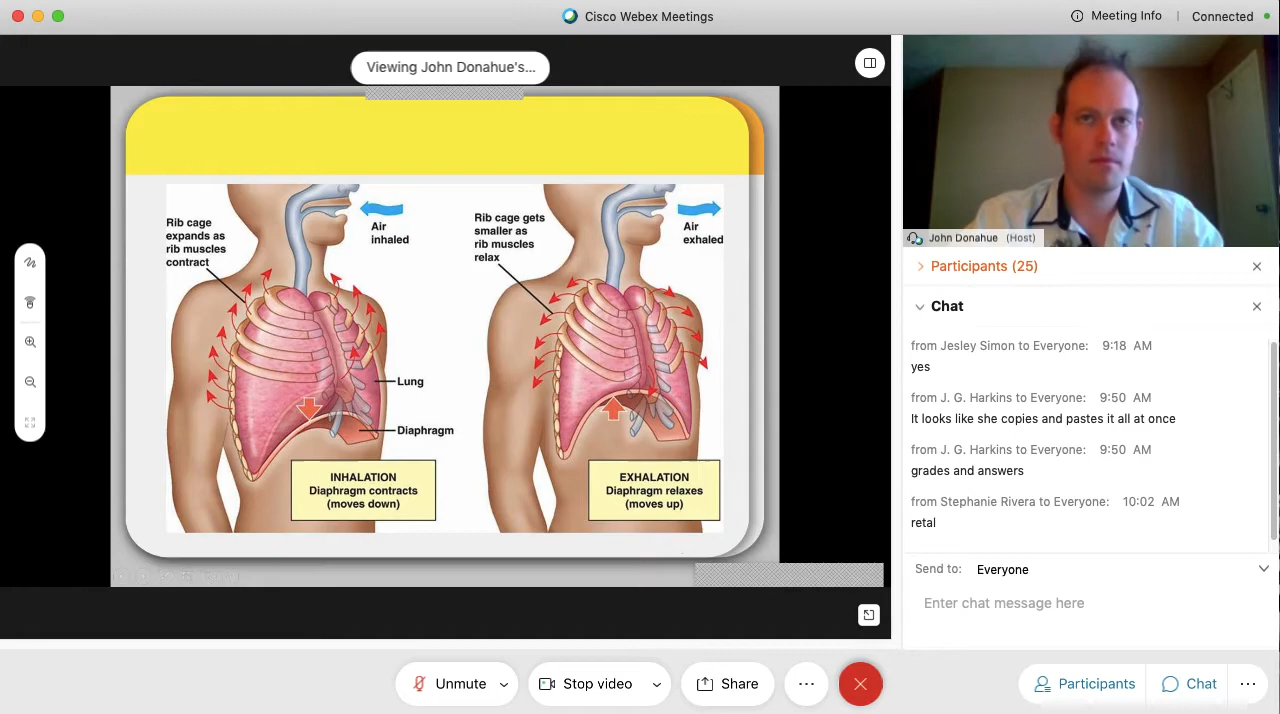 Cisco Webex Meetings
Meeting Info
Connected
Viewing John Donahue's...
Rib cage
expands as
rib muscles
contract
Air
inhaled
Rib cage gets
smaller as
rib muscles
relax
Air
exhaled
Lung
Diaphragm
INHALATION
Diaphragm contracts
(moves down)
EXHALATION
Diaphragm relaxes
(moves up)
John Donahue (Host)
Participants (25)
Chat
from Jesley Simon to Everyone: 9:18 AM
yes
from J. G. Harkins to Everyone: 9:50 AM
It looks like she copies and pastes it all at once
from J. G. Harkins to Everyone: 9:50 AM
grades and answers
from Stephanie Rivera to Everyone: 10:02 AM
retal
Send to: Everyone
Enter chat message here
Unmute
Stop video
Share
Participants
Chat